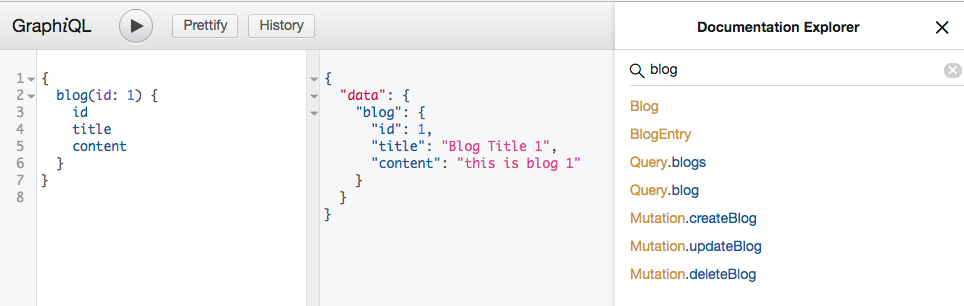 GraphiQL
Prettify
History
1 {
2 blog(id: 1) {
3 id
4 title
5 content
6 }
7 }
8
{
"data": {
"blog": {
"id": 1,
"title": "Blog Title 1",
"content": "this is blog 1"
}
}
}
Documentation Explorer
blog
Blog
BlogEntry
Query.blogs
Query.blog
Mutation.createBlog
Mutation.updateBlog
Mutation.deleteBlog